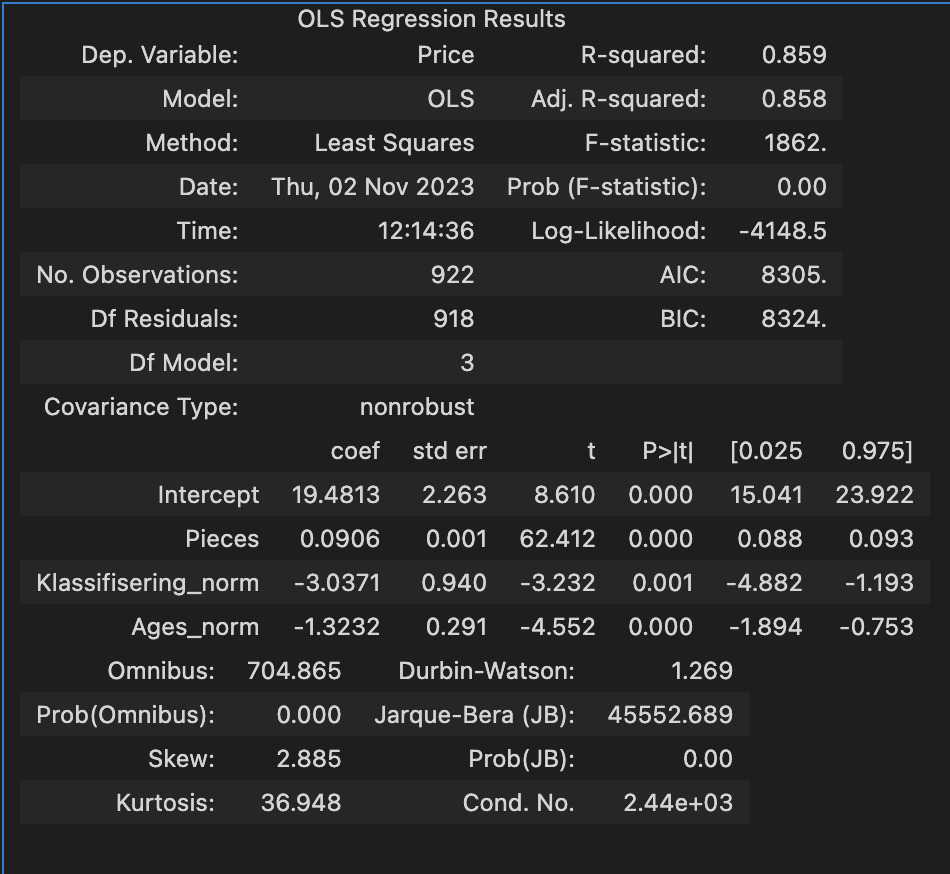 OLS Regression Results
Dep. Variable: Price R-squared: 0.859
Model: OLS Adj. R-squared: 0.858
Method: Least Squares F-statistic: 1862.
Date: Thu, 02 Nov 2023 Prob (F-statistic): 0.00
Time: 12:14:36 Log-Likelihood: -4148.5
No. Observations: 922 AIC: 8305.
Df Residuals: 918 BIC: 8324.
Df Model: 3
Covariance Type: nonrobust
coef std err t P>|t| [0.025 0.975]
Intercept 19.4813 2.263 8.610 0.000 15.041 23.922
Pieces 0.0906 0.001 62.412 0.000 0.088 0.093
Klassifisering_norm -3.0371 0.940 -3.232 0.001 -4.882 -1.193
Ages_norm -1.3232 0.291 -4.552 0.000 -1.894 -0.753
Omnibus: 704.865 Durbin-Watson: 1.269
Prob(Omnibus): 0.000 Jarque-Bera (JB): 45552.689
Skew: 2.885 Prob(JB): 0.00
Kurtosis: 36.948 Cond. No. 2.44e+03